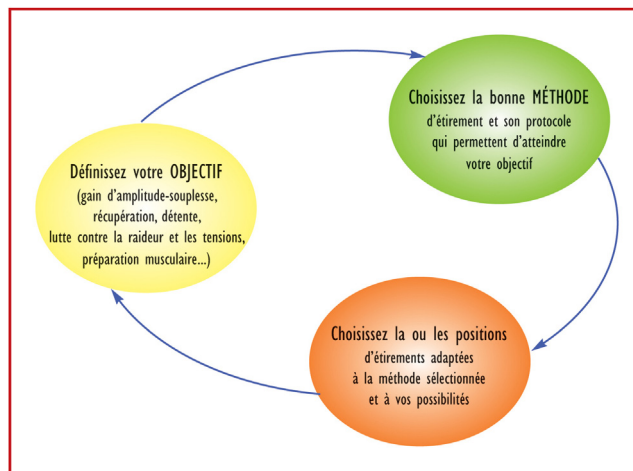 Définissez votre OBJECTIF
(gain d'amplitude-souplesse,
récupération, détente,
lutte contre la raideur et les tensions,
préparation musculaire...)
Choisissez la bonne MÉTHODE
d'étirement et son protocole
qui permettent d'atteindre
votre objectif
Choisissez la ou les positions
d'étirements adaptées
à la méthode sélectionnée
et à vos possibilités